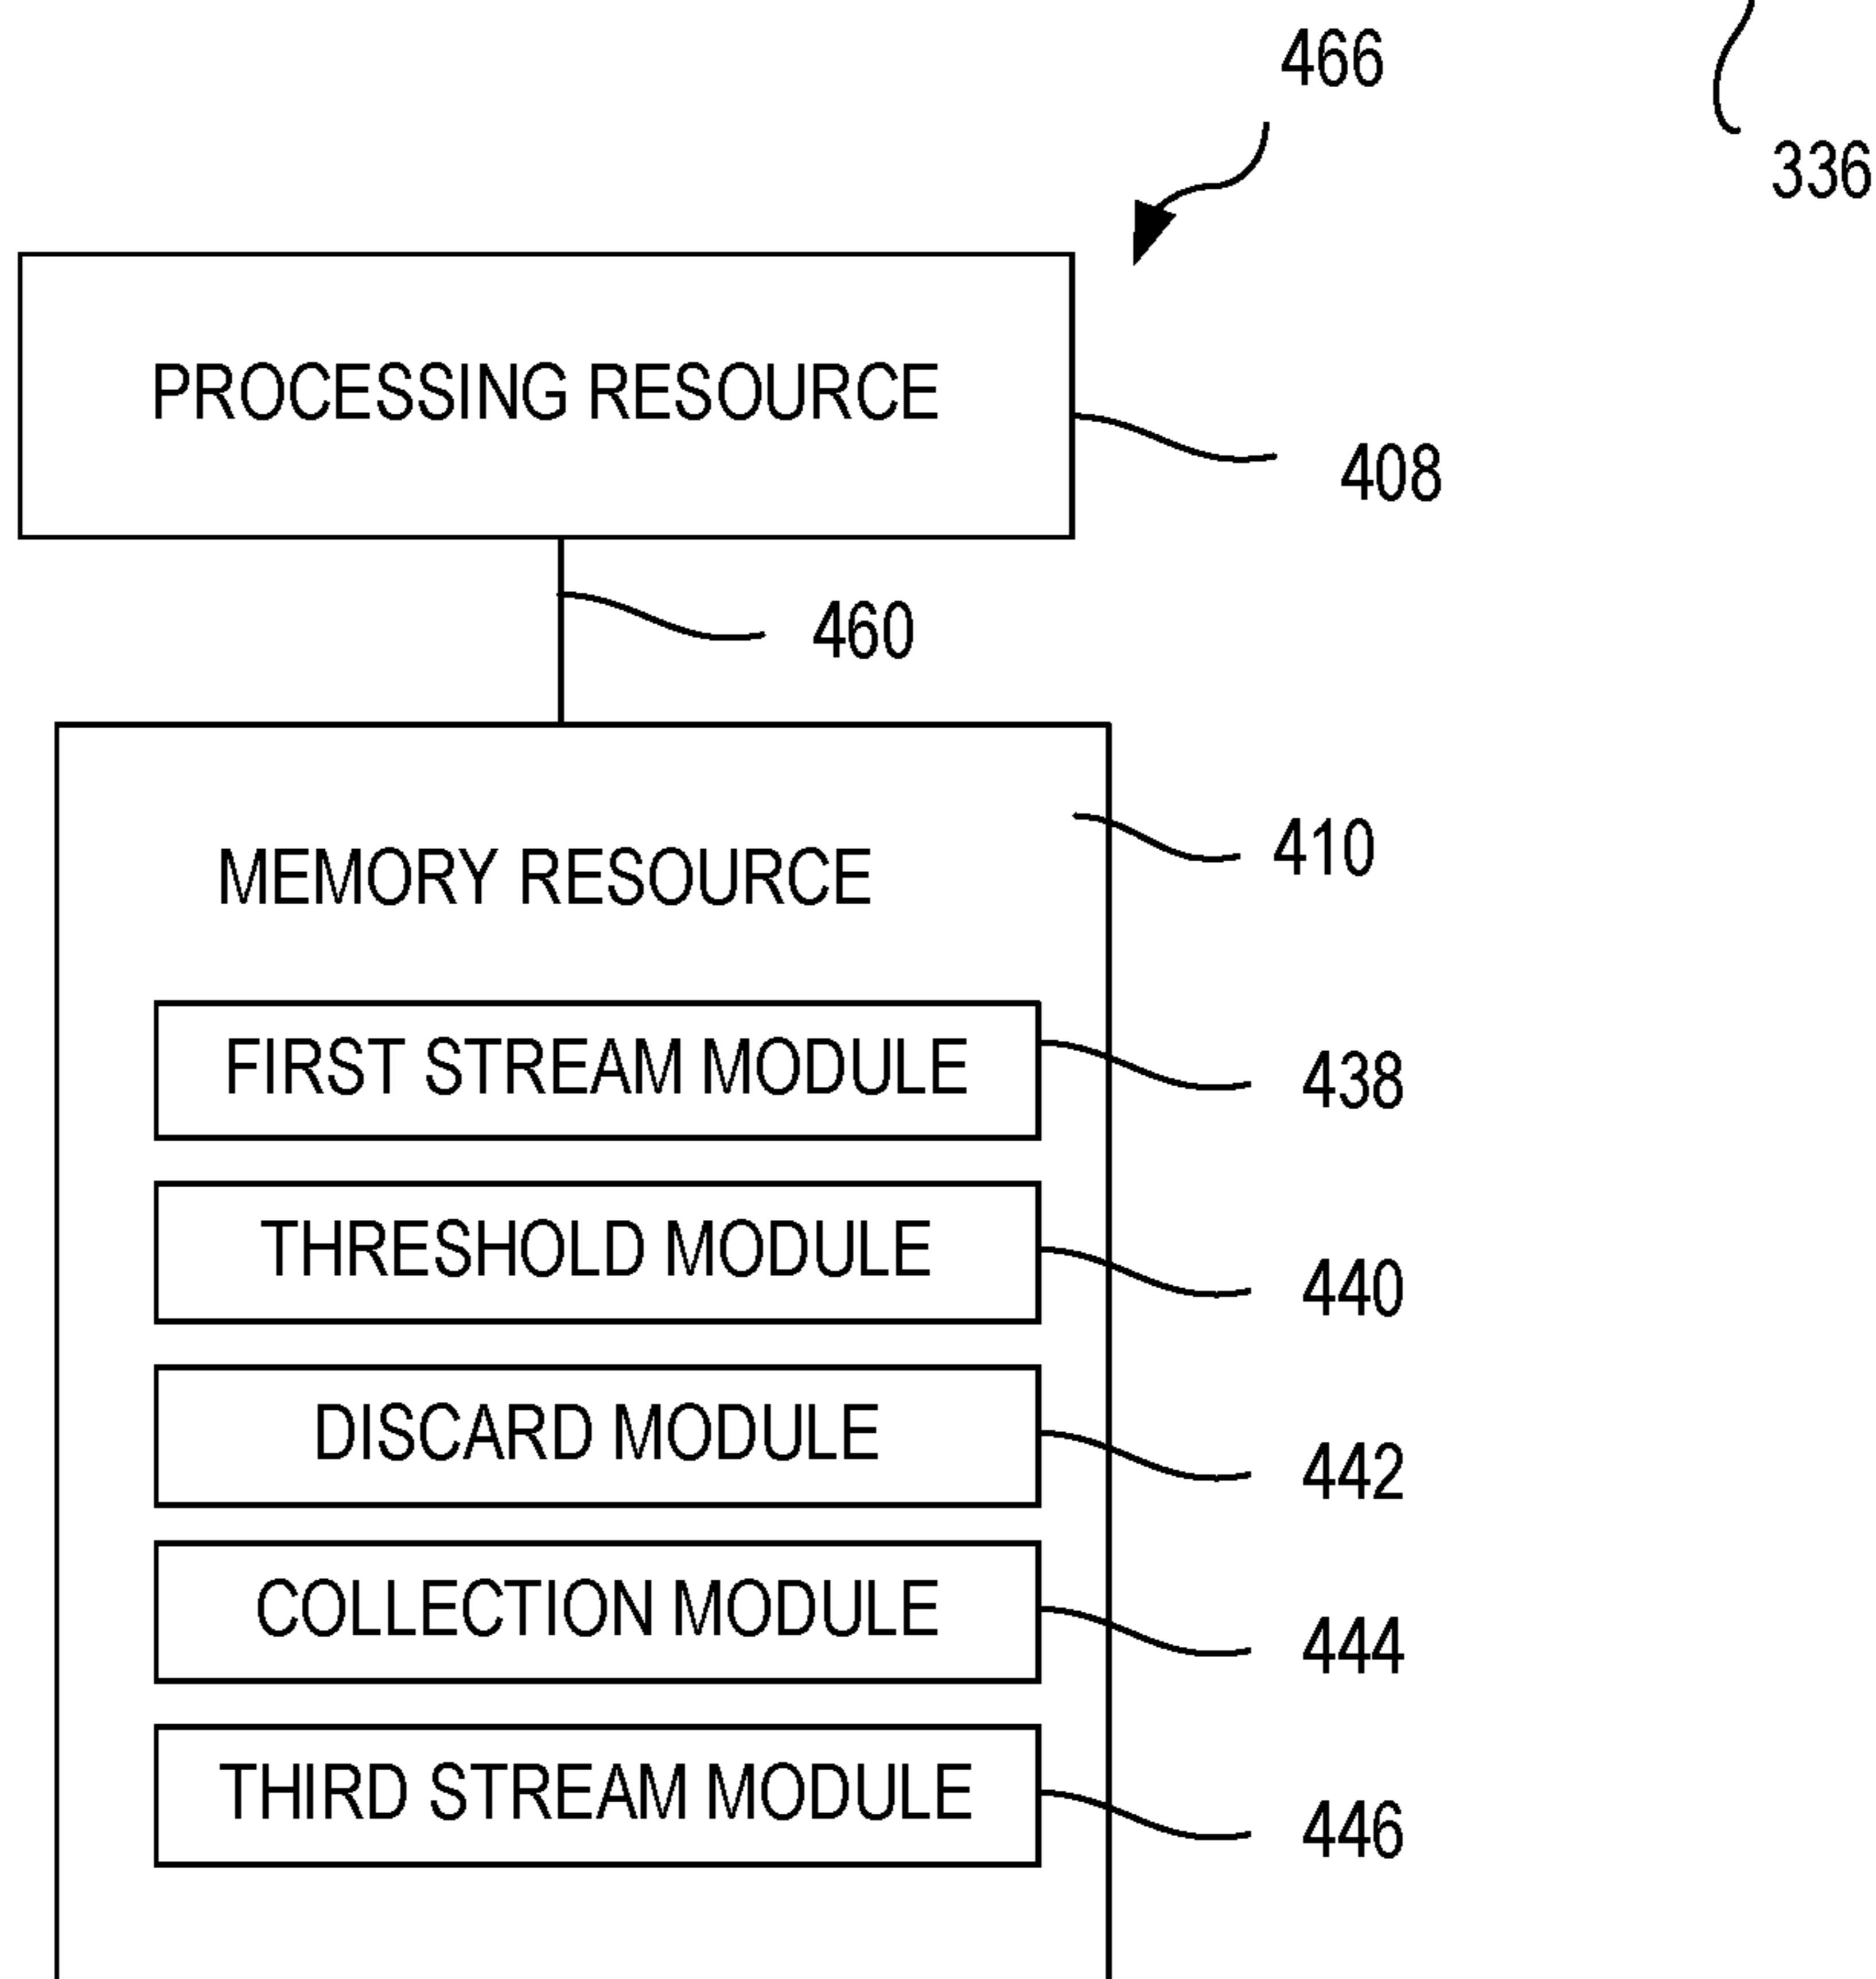 466
336
PROCESSING RESOURCE
408
460
MEMORY RESOURCE
410
FIRST STREAM MODULE
438
THRESHOLD MODULE
440
DISCARD MODULE
442
COLLECTION MODULE
444
THIRD STREAM MODULE
446